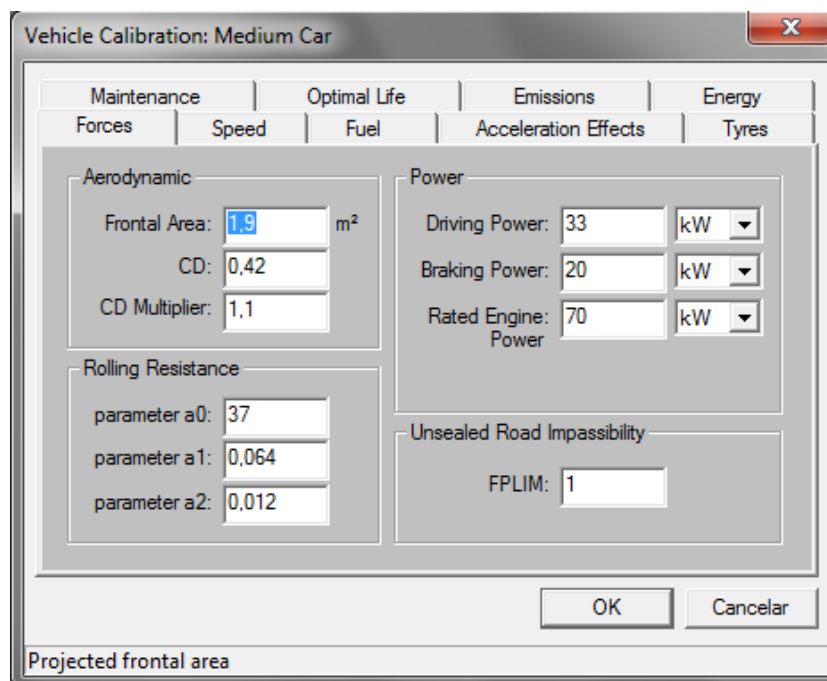 Vehicle Calibration: Medium Car
Maintenance Optimal Life Emissions Energy
Forces Speed Fuel Acceleration Effects Tyres
Aerodynamic
Frontal Area: 1,9 m²
CD: 0,42
CD Multiplier: 1,1
Rolling Resistance
parameter a0: 37
parameter a1: 0,064
parameter a2: 0,012
Power
Driving Power: 33 kW
Braking Power: 20 kW
Rated Engine: 70 kW
Power
Unsealed Road Impassibility
FPLIM: 1
OK Cancelar
Projected frontal area